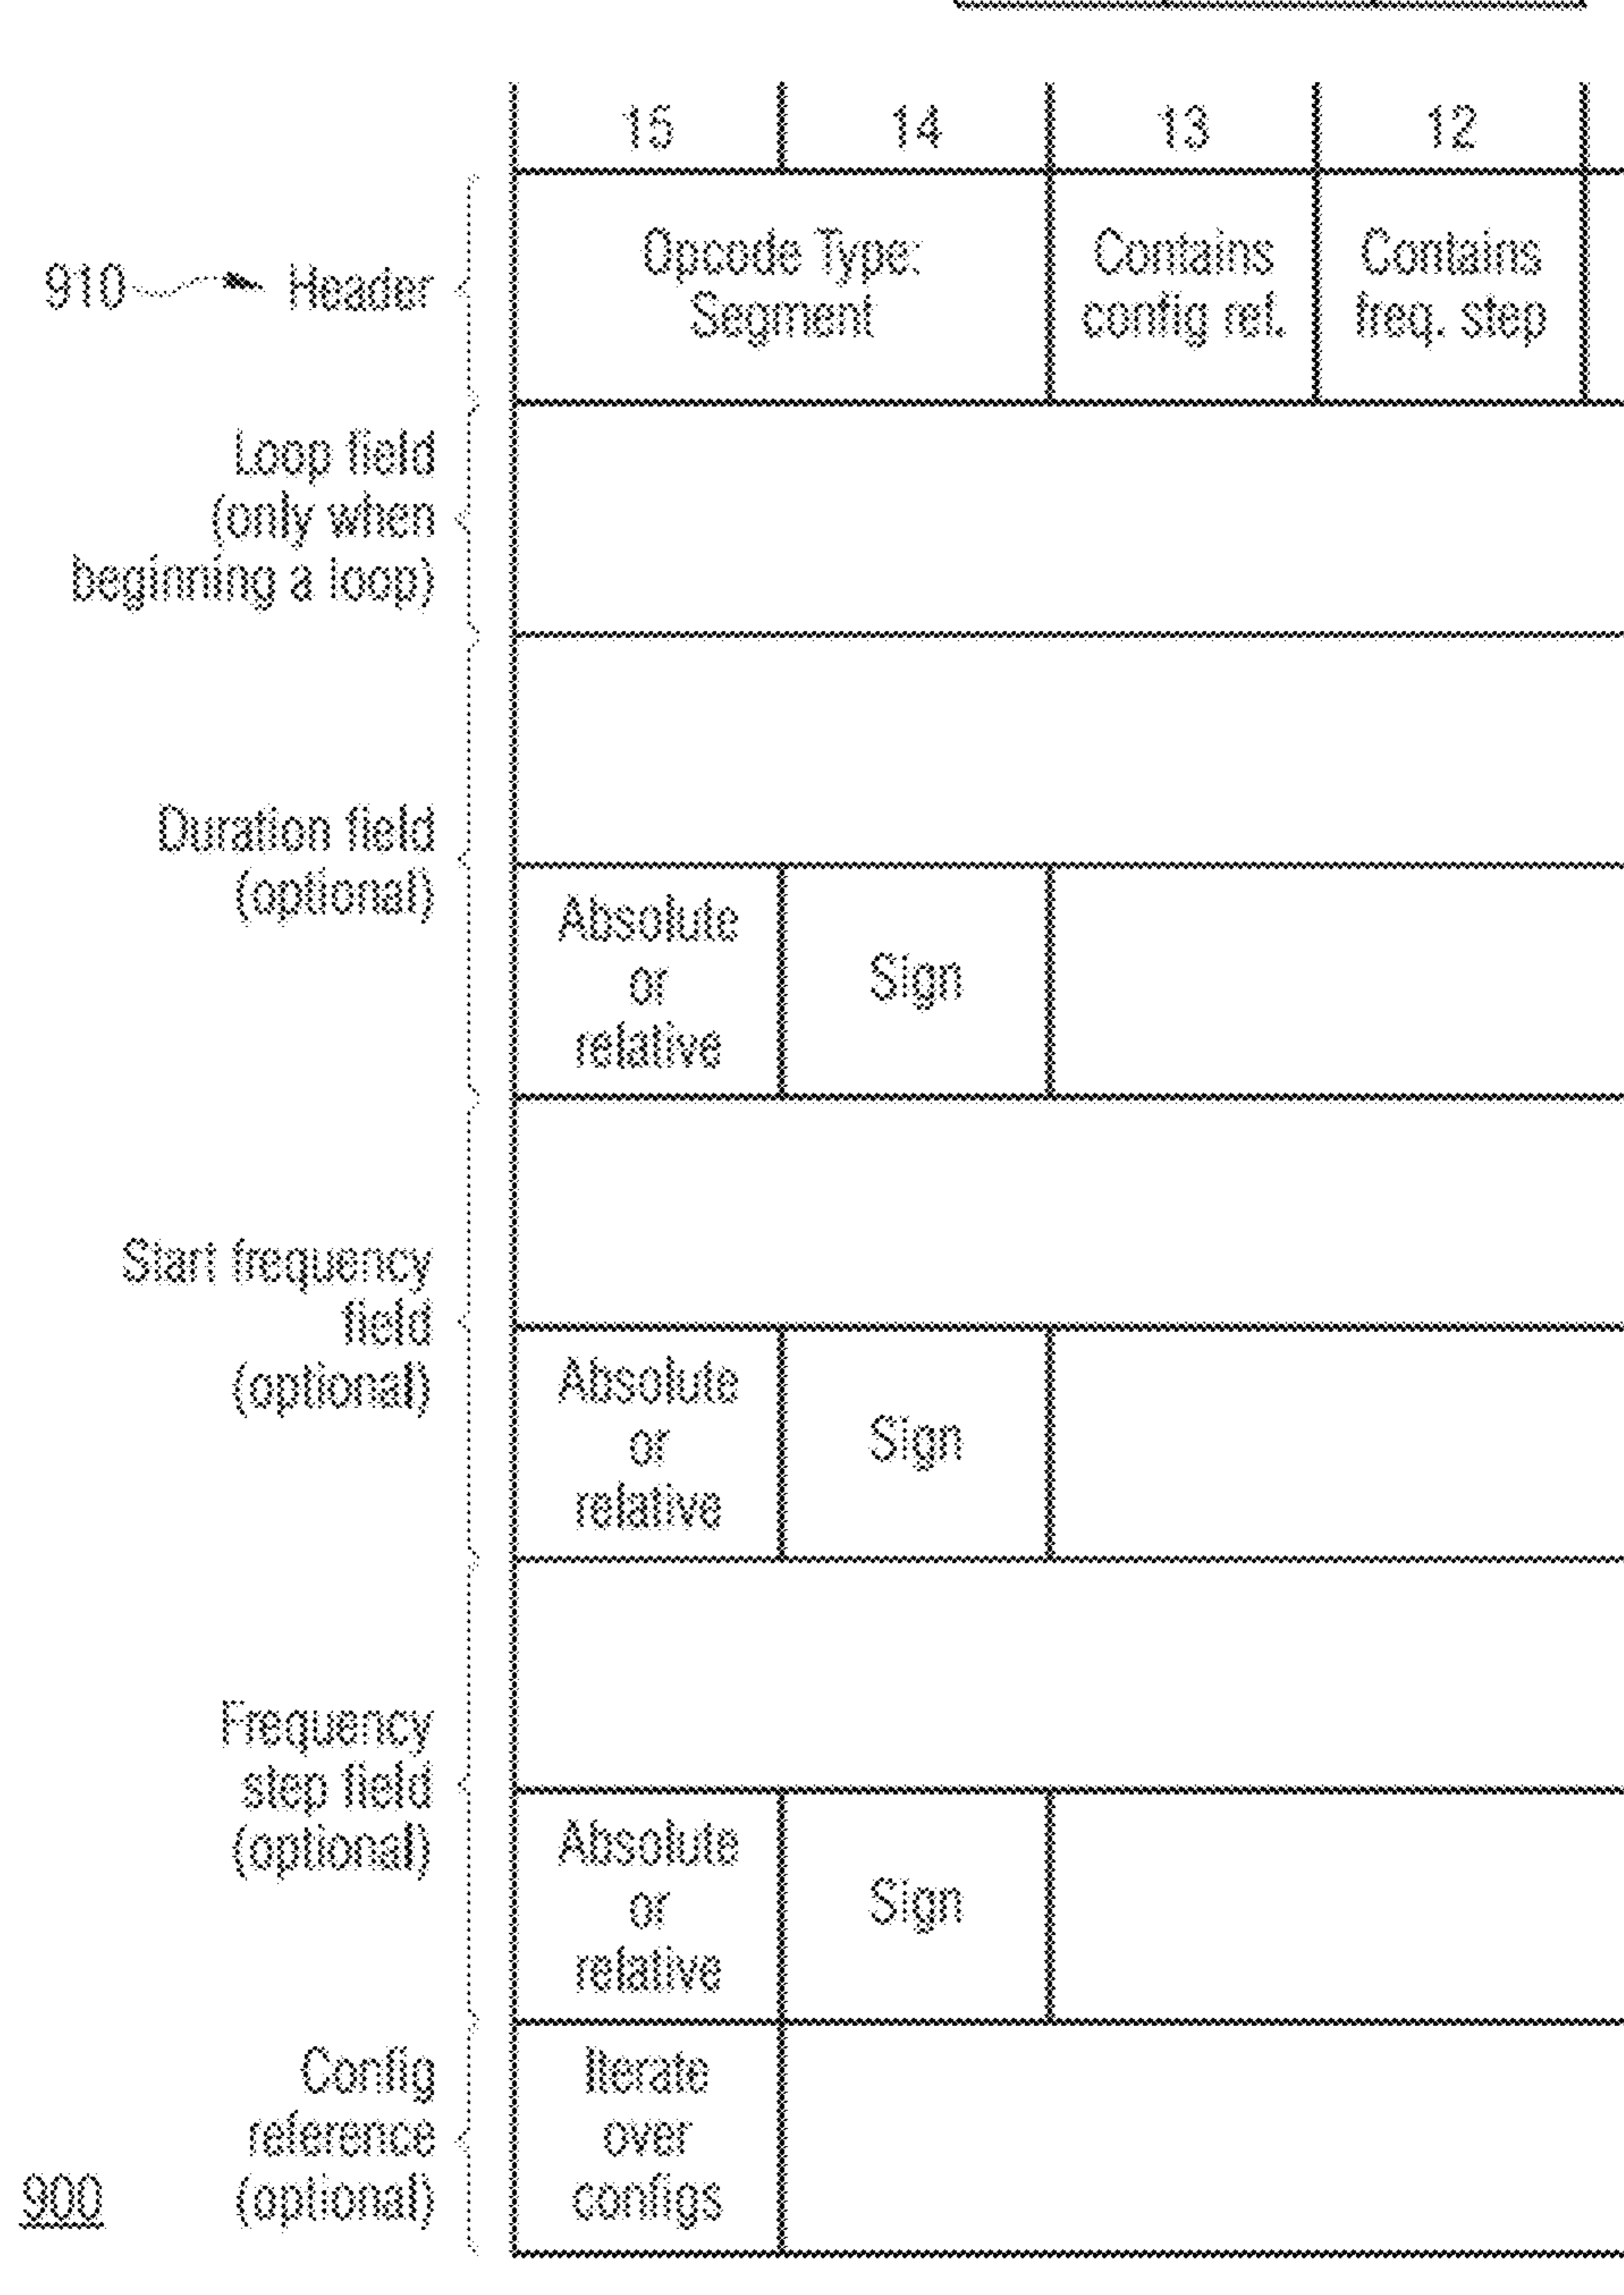 15 14 13 12
910 Header
Opcode Type: Contains Contains
Segment config ref. freq. step
Loop field
(only when
beginning a loop)
Duration field
(optional)
Absolute
or Sign
relative
Start frequency
field
(optional)
Absolute
or Sign
relative
Frequency
step field
(optional)
Absolute
or Sign
relative
Config
reference
(optional)
Iterate
over
configs
900